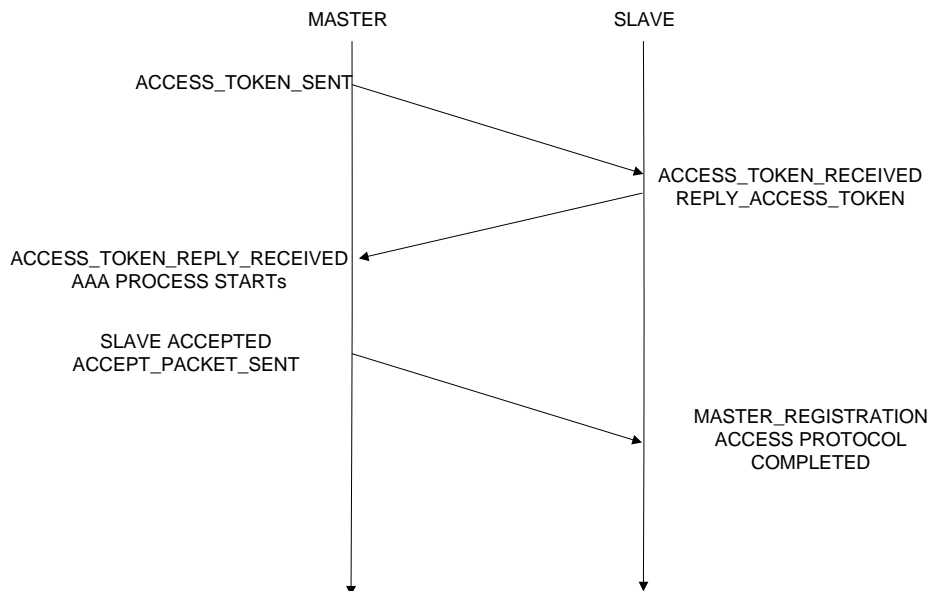 MASTER
SLAVE
ACCESS_TOKEN_SENT
ACCESS_TOKEN_RECEIVED
REPLY_ACCESS_TOKEN
ACCESS_TOKEN_REPLY_RECEIVED
AAA PROCESS STARTs
SLAVE ACCEPTED
ACCEPT_PACKET_SENT
MASTER_REGISTRATION
ACCESS PROTOCOL
COMPLETED